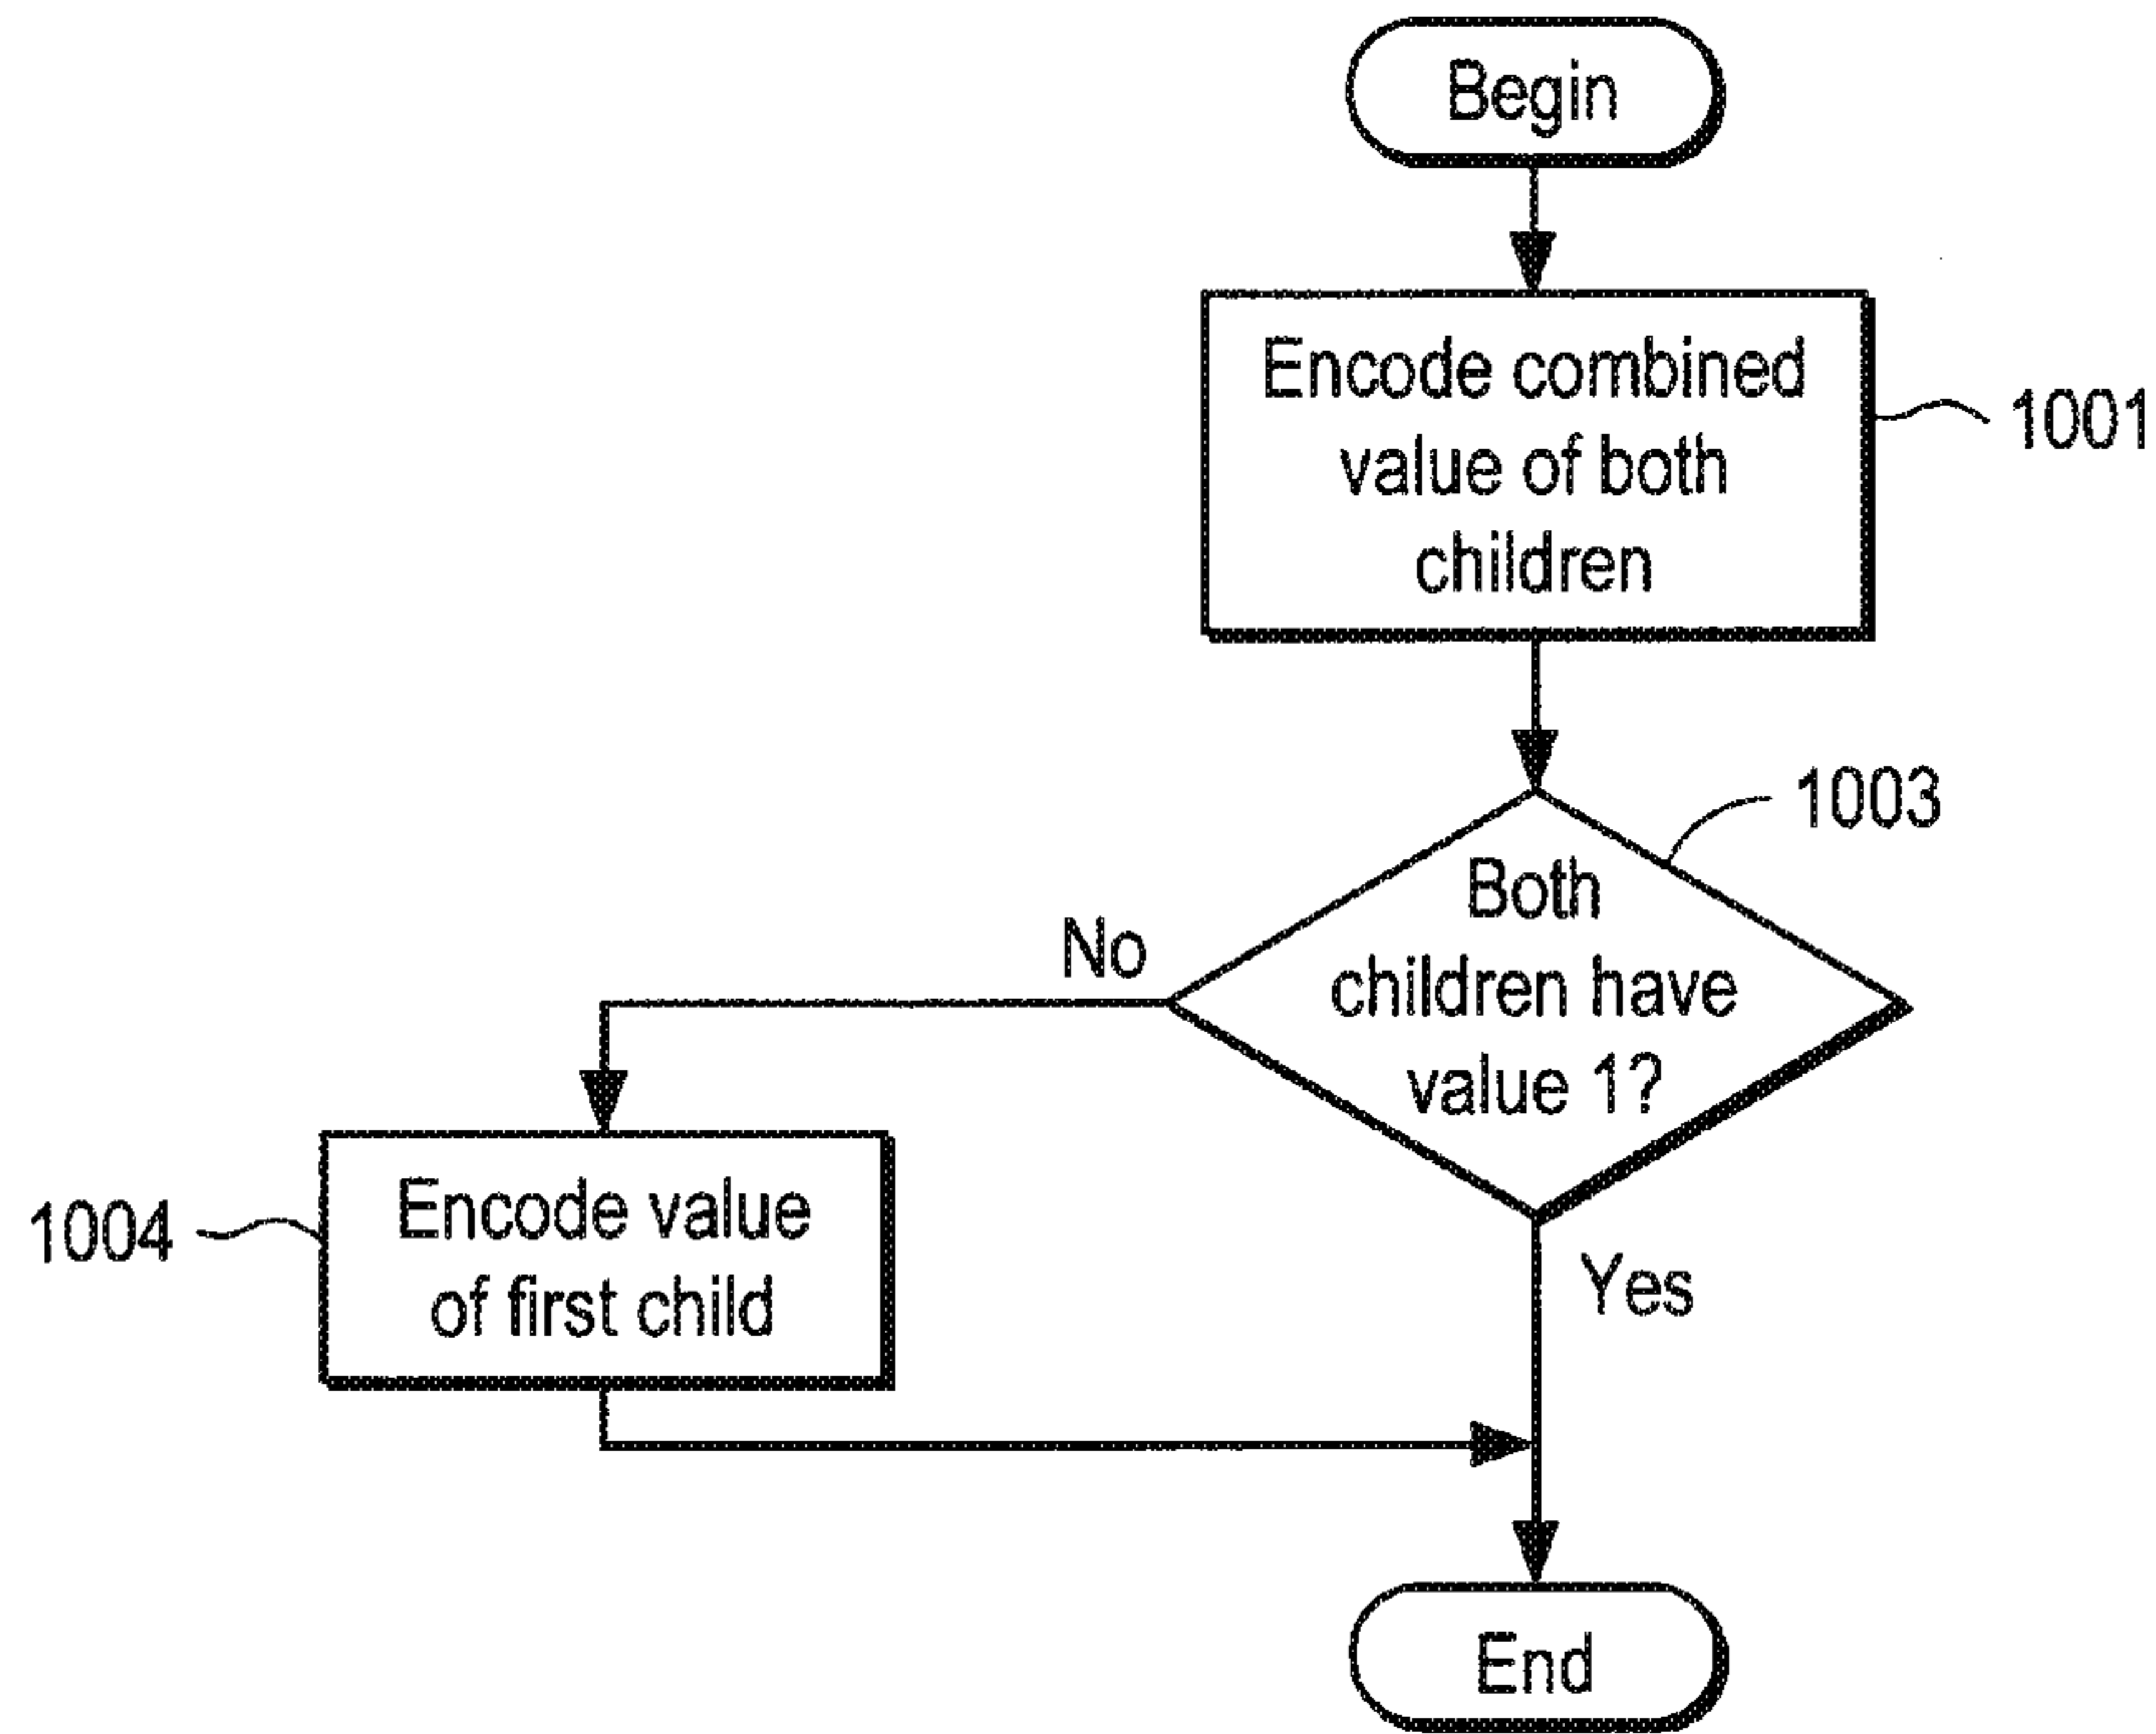 Begin
Encode combined
value of both
children
1001
1003
Both
children have
value 1?
No
Yes
1004
Encode value
of first child
End